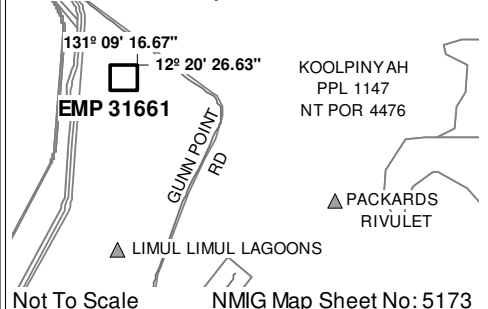 131º 09' 16.67"
12º 20' 26.63"
EMP 31661
KOOLPINYAH
PPL 1147
NT POR 4476
GUNN POINT
RD
PACKARDS
RIVULET
LIMUL LIMUL LAGOONS
Not To Scale
NMIG Map Sheet No: 5173